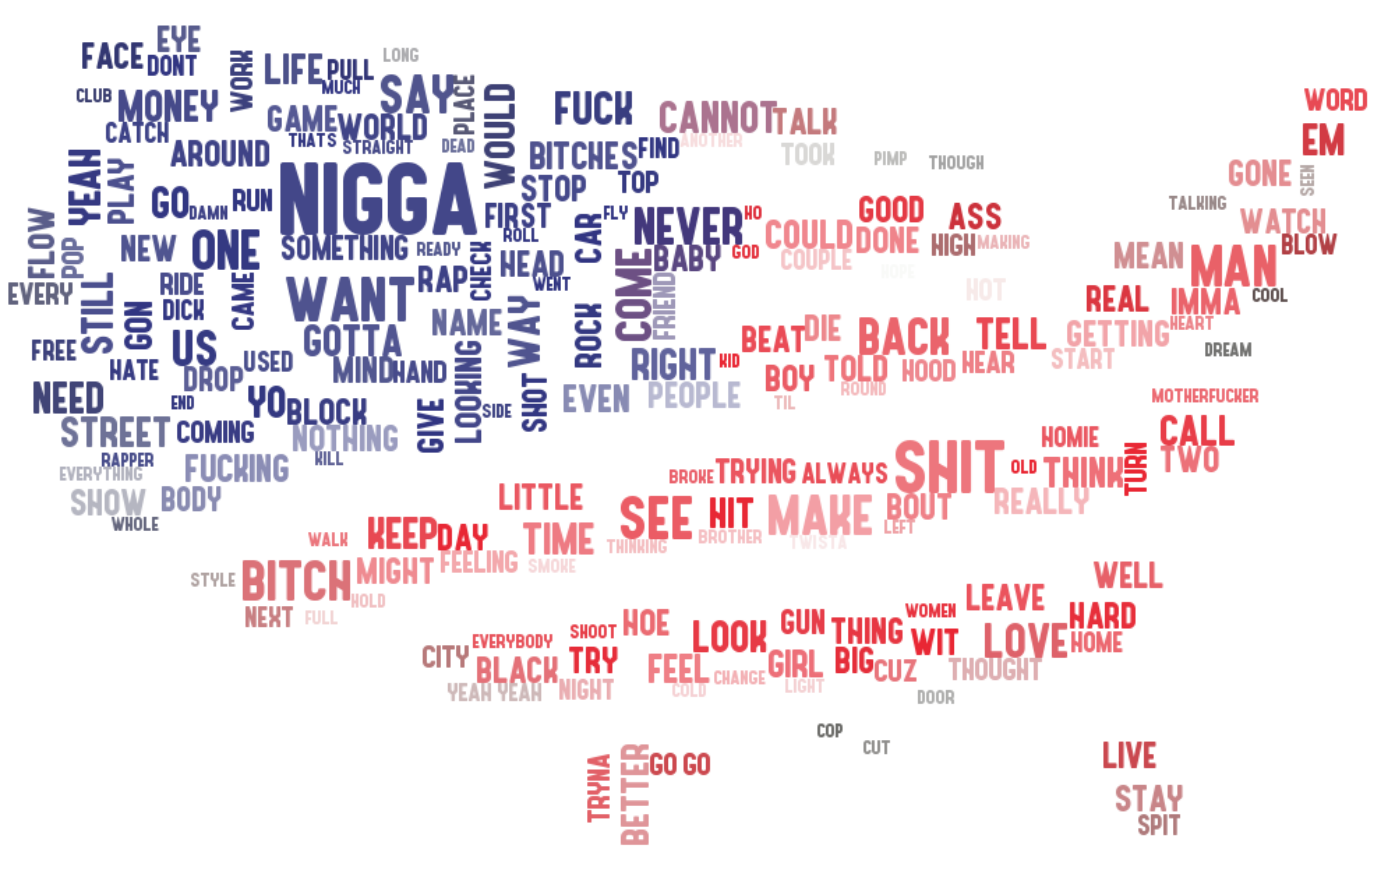 EYE
FACE
DONT
WORK
LIFE
PULL
LONG
MUCH
CLUB
MONEY
SAY
PLACE
WOULD
FUCK
CANNOT
TALK
WORD
CATCH
GAME
WORLD
THATS
STRAIGHT
DEAD
ANOTHER
EM
AROUND
BITCHES
FIND
TOOK
PIMP
THOUGH
YEAH
PLAY
NIGGA
STOP
TOP
GONE
SEEN
GO
DAMN
RUN
FIRST
FLY
NEVER
HO
GOOD
ASS
TALKING
FLOW
POP
NEW
ONE
SOMETHING
READY
ROLL
CAR
COULD
DONE
HIGH
MAKING
WATCH
BLOW
CHECK
HEAD
WENT
COME
BABY
GOD
COUPLE
HOPE
MEAN
MAN
EVERY
STILL
RIDE
CAME
WANT
RAP
FRIEND
HOT
REAL
IMMA
COOL
GON
DICK
NAME
WAY
ROCK
BEAT
DIE
BACK
TELL
GETTING
HEART
FREE
US
GOTTA
LOOKING
RIGHT
KID
START
DREAM
HATE
DROP
USED
MIND
HAND
BOY
TOLD
HOOD
HEAR
NEED
END
YO
BLOCK
GIVE
SIDE
SHOT
EVEN
PEOPLE
TIL
ROUND
MOTHERFUCKER
STREET
COMING
NOTHING
HOMIE
CALL
RAPPER
KILL
EVERYTHING
FUCKING
BROKE
TRYING
ALWAYS
SHIT
OLD
THINK
TURN
TWO
SHOW
BODY
LITTLE
SEE
HIT
MAKE
BOUT
REALLY
WHOLE
WALK
KEEP
DAY
TIME
THINKING
BROTHER
TWISTA
LEFT
STYLE
BITCH
MIGHT
FEELING
SMOKE
HOLD
WELL
NEXT
FULL
LEAVE
SHOOT
HOE
LOOK
GUN
THING
WOMEN
WIT
LOVE
HARD
HOME
CITY
EVERYBODY
BLACK
TRY
FEEL
CHANGE
GIRL
BIG
CUZ
THOUGHT
YEAH YEAH
NIGHT
COLD
LIGHT
DOOR
COP
CUT
TRYNA
BETTER
GO GO
LIVE
STAY
SPIT